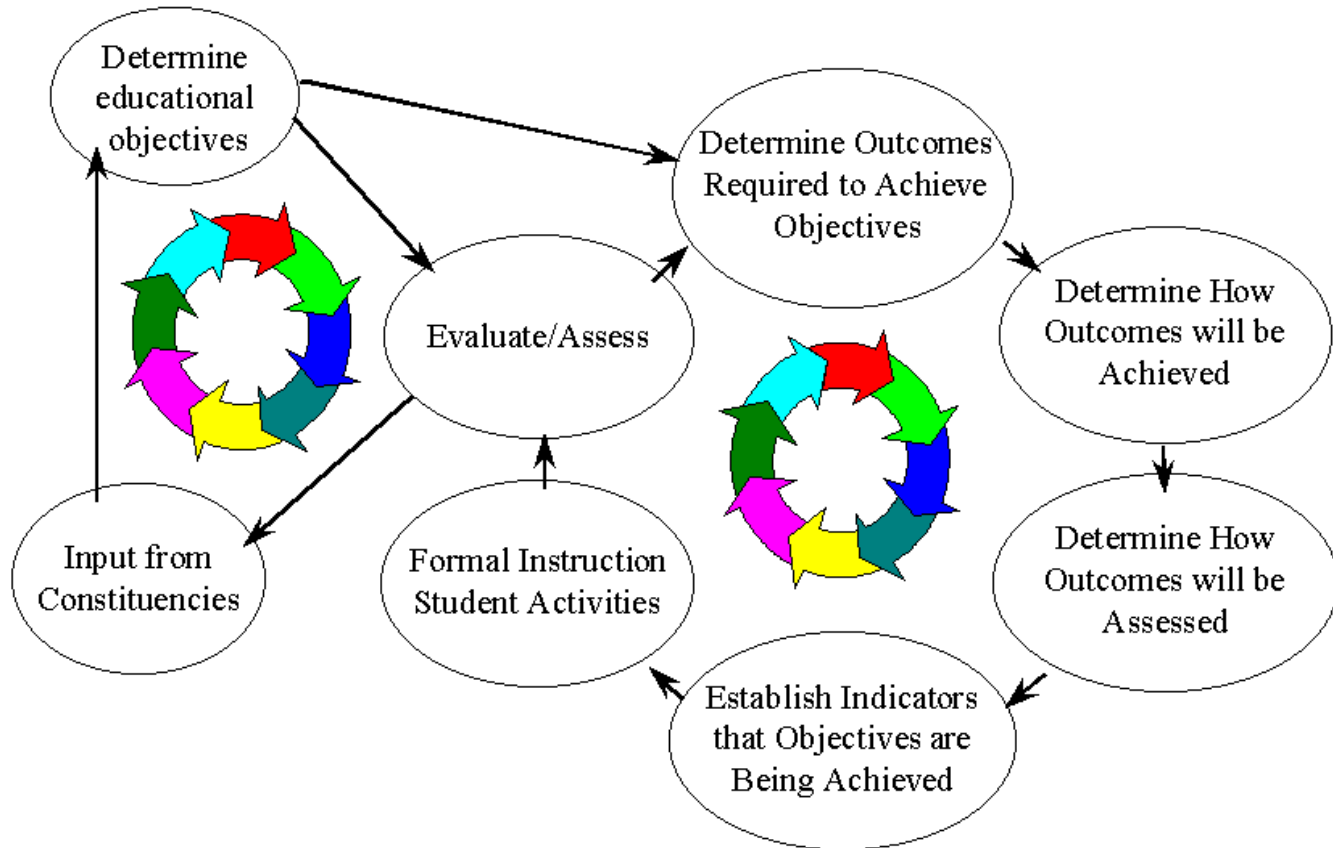 Determine
educational
objectives
Determine Outcomes
Required to Achieve
Objectives
Evaluate/Assess
Determine How
Outcomes will be
Achieved
Input from
Constituencies
Formal Instruction
Student Activities
Determine How
Outcomes will be
Assessed
Establish Indicators
that Objectives are
Being Achieved